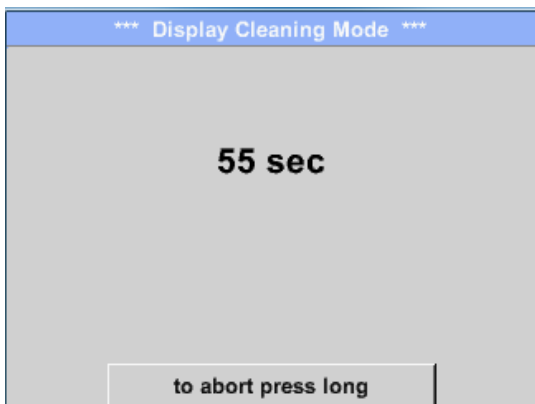 *** Display Cleaning Mode ***
55 sec
to abort press long